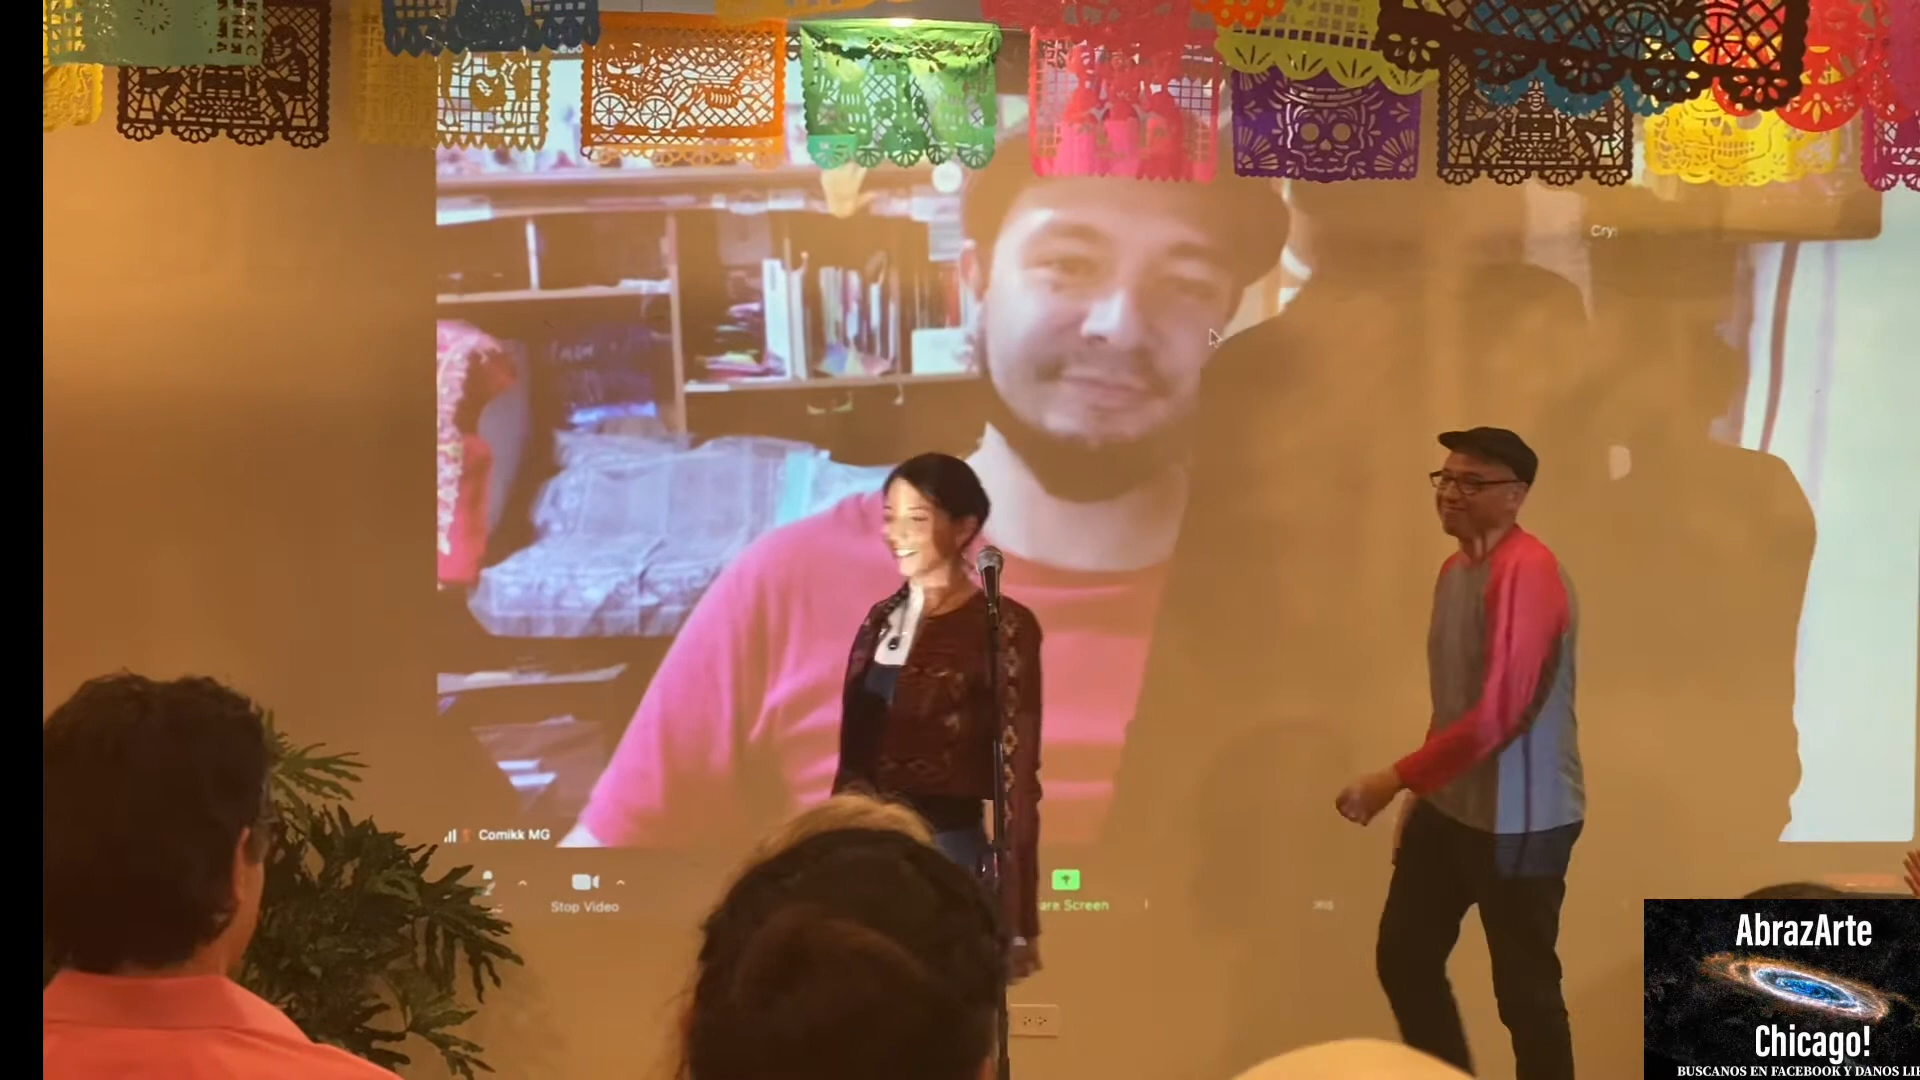 Cry
Comikk MG
Stop Video
are Screen
AbrazArte
Chicago!
BUSCANOS EN FACEBOOK Y DANOS LI